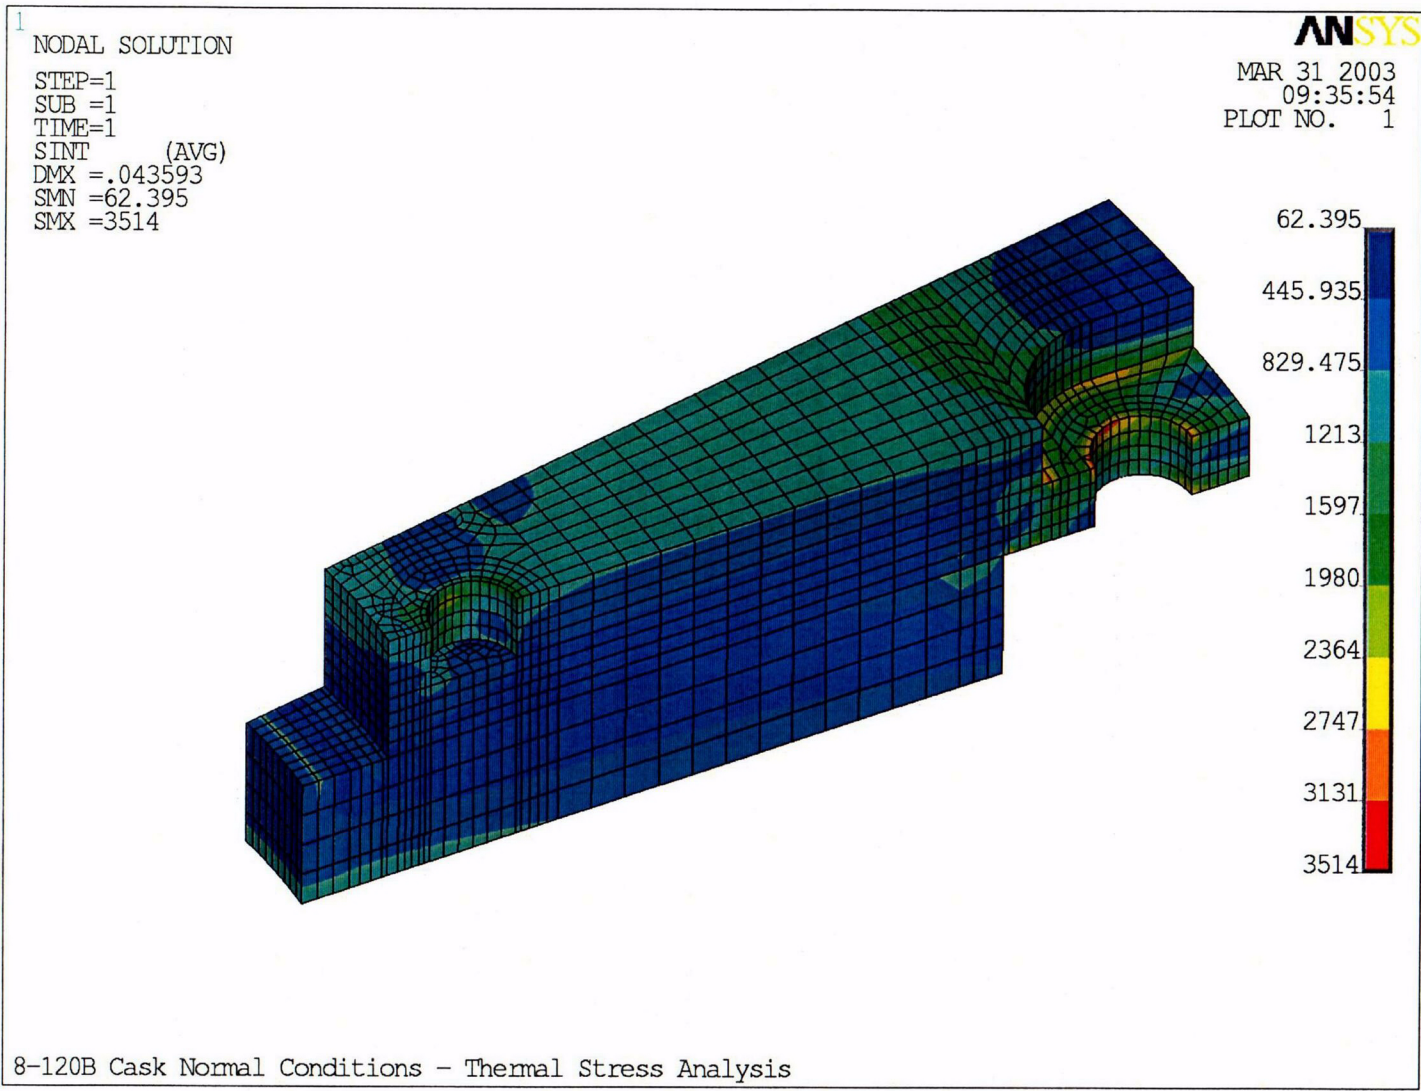 1
NODAL SOLUTION
STEP=1
SUB =1
TIME=1
SINT (AVG)
DMX =.043593
SMN =62.395
SMX =3514
ANSYS
MAR 31 2003
09:35:54
PLOT NO. 1
62.395
445.935
829.475
1213
1597
1980
2364
2747
3131
3514
8-120B Cask Normal Conditions - Thermal Stress Analysis